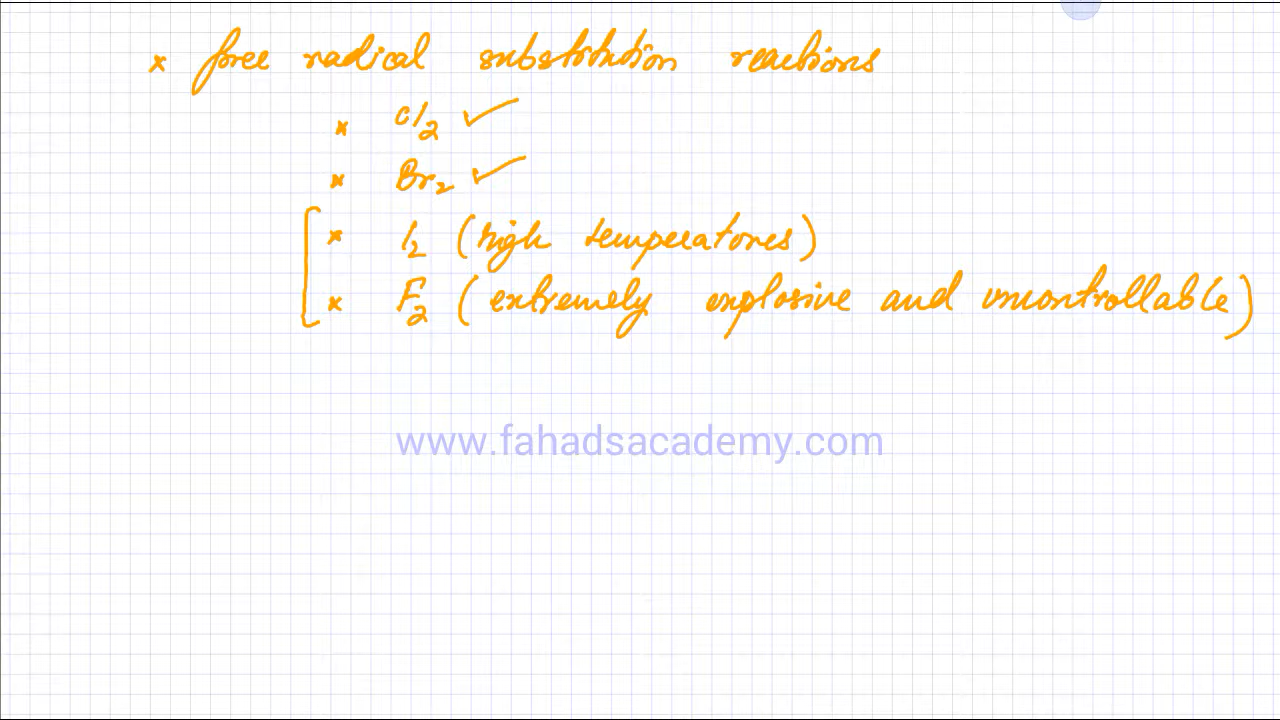 × free radical substitution reactions
× Cl2 ✓
× Br2 ✓
× I2 (high temperatures)
× F2 (extremely explosive and uncontrollable)
www.fahadsacademy.com